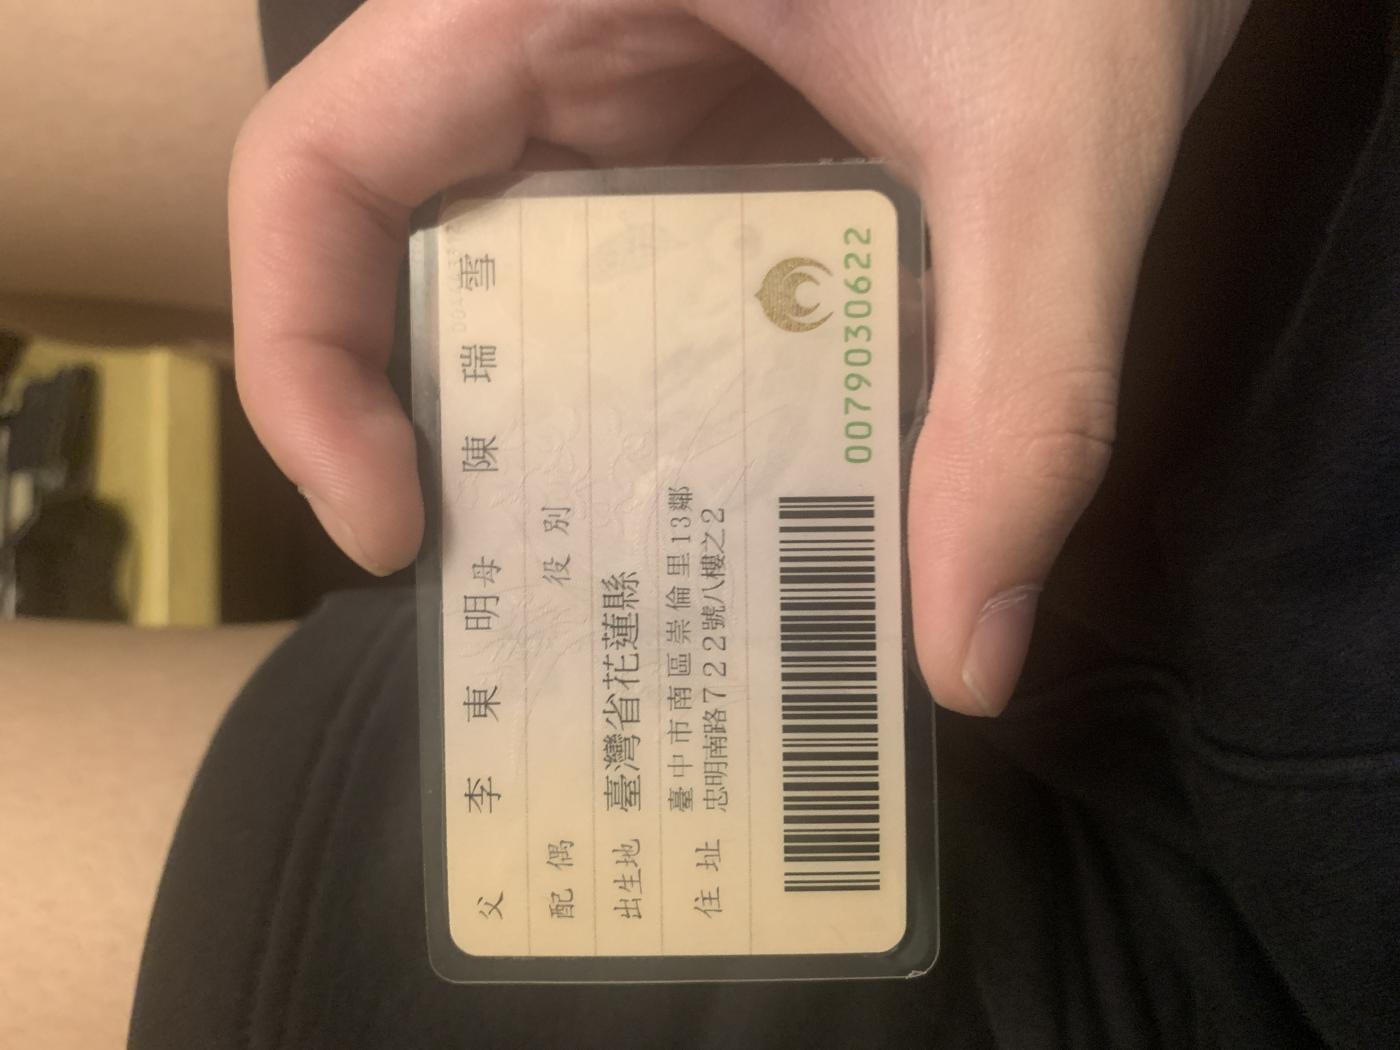 父 李東明 母 陳瑞雪
配偶 役別
出生地 臺灣省花蓮縣
住址 臺中市南區崇倫里13鄰
忠明南路722號八樓之2
0079030622